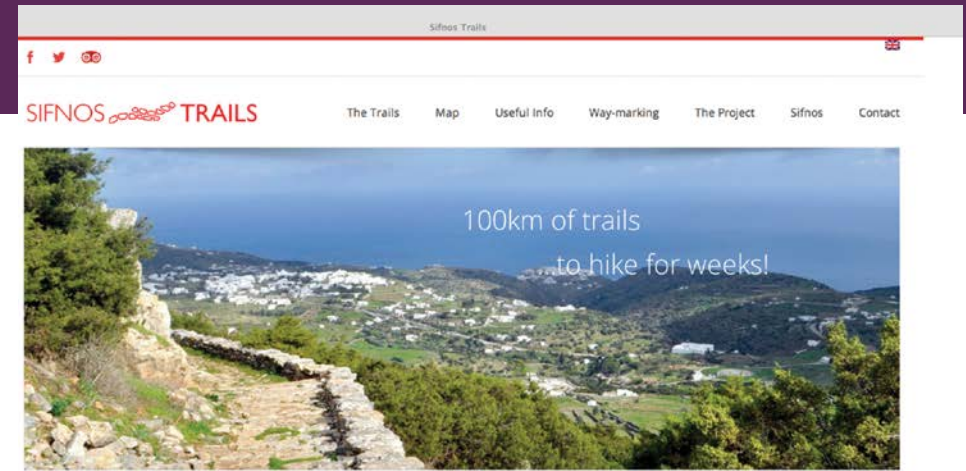 Sifnos Trails
f
SIFNOS TRAILS
The Trails Map Useful Info Way-marking The Project Sifnos Contact
100km of trails
to hike for weeks!